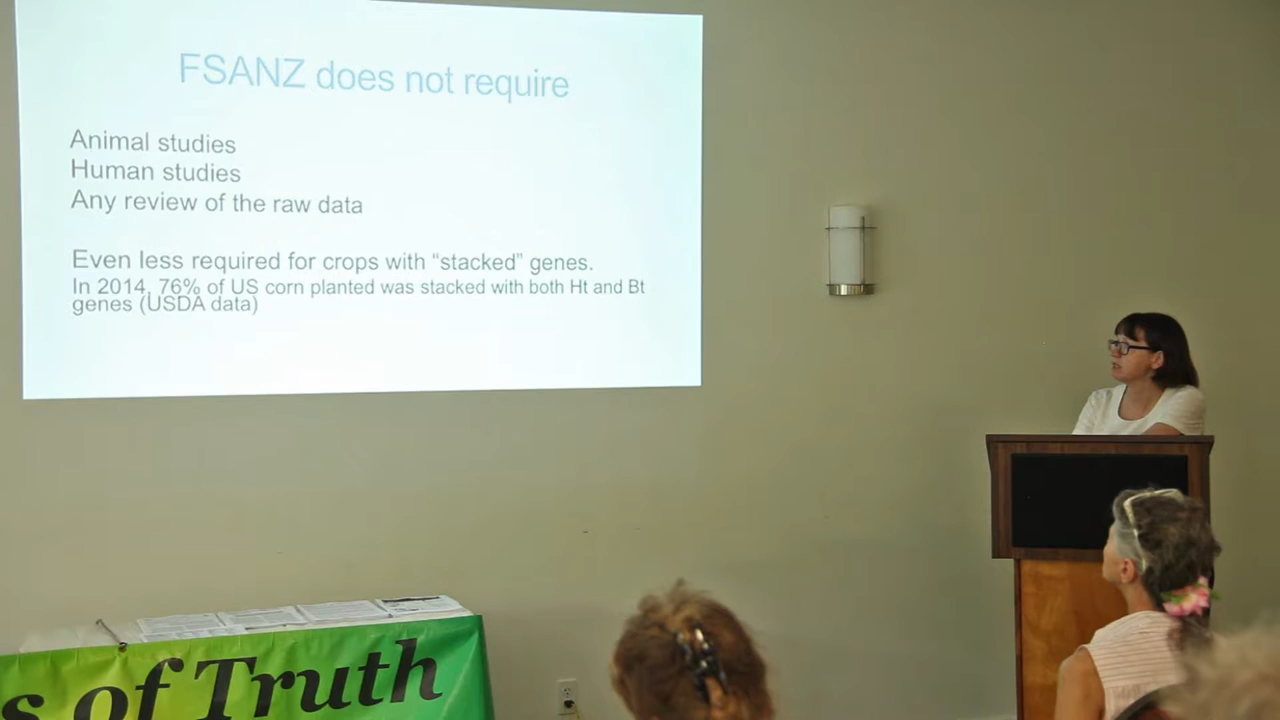 FSANZ does not require
Animal studies
Human studies
Any review of the raw data
Even less required for crops with “stacked” genes.
In 2014, 76% of US corn planted was stacked with both Ht and Bt
genes (USDA data)
s of Truth